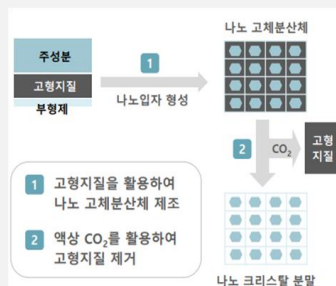 나노 고체분산체
주성분
고형지질
부형제
1
나노입자 형성
2
CO₂
고형
지질
1 고형지질을 활용하여
나노 고체분산체 제조
2 액상 CO₂를 활용하여
고형지질 제거
나노 크리스탈 분말